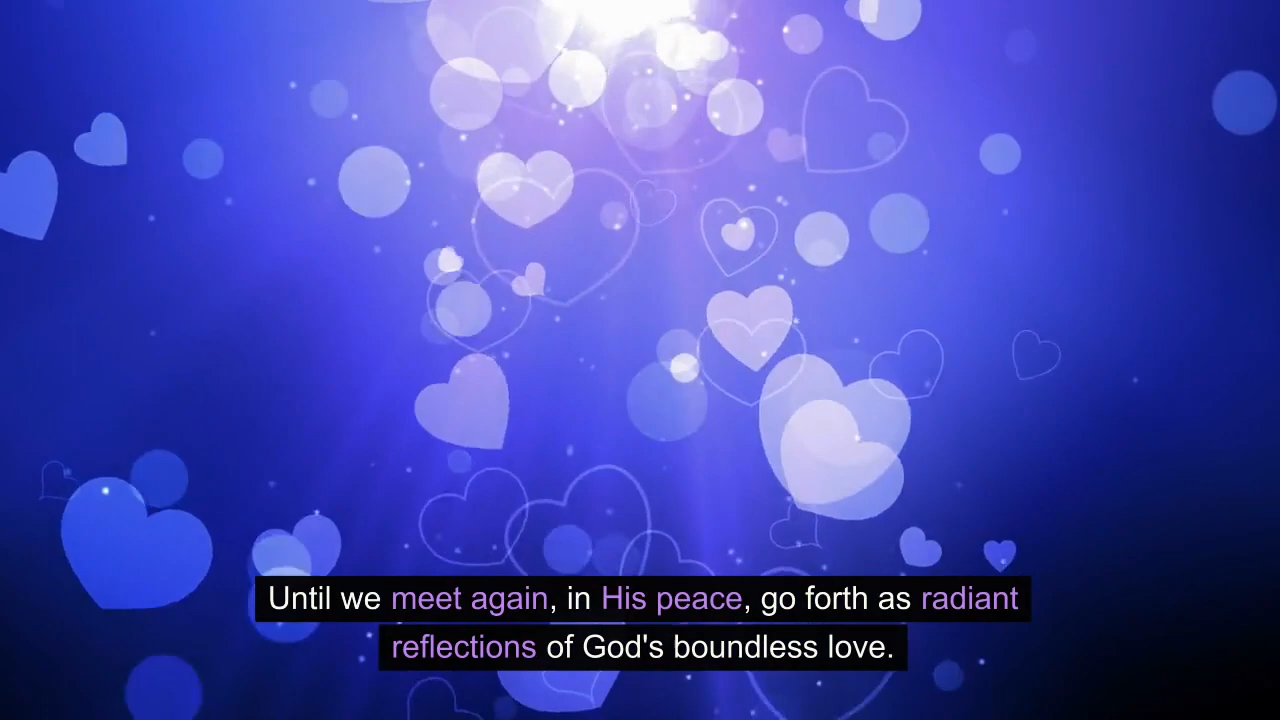 Until we meet again, in His peace, go forth as radiant
reflections of God's boundless love.